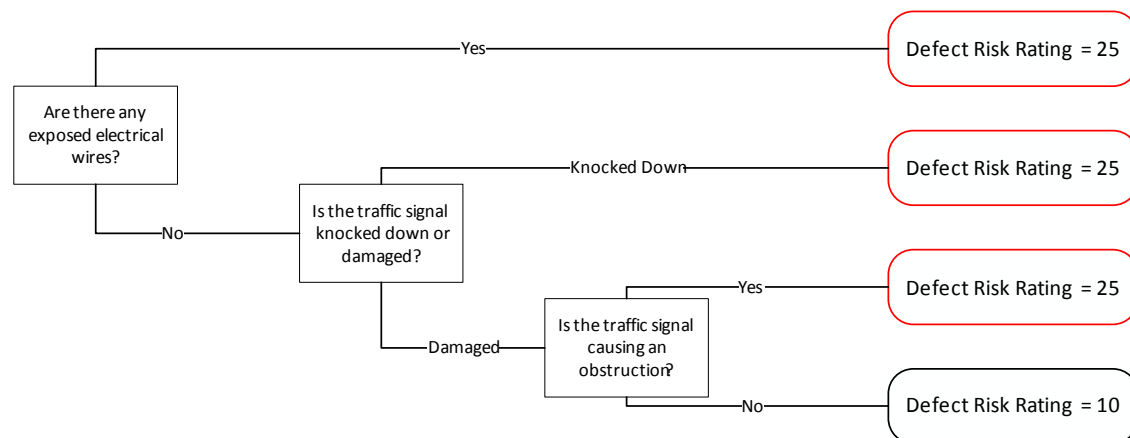 Yes
Defect Risk Rating = 25
Are there any
exposed electrical
wires?
Knocked Down
Defect Risk Rating = 25
No
Is the traffic signal
knocked down or
damaged?
Yes
Defect Risk Rating = 25
Damaged
Is the traffic signal
causing an
obstruction?
No
Defect Risk Rating = 10